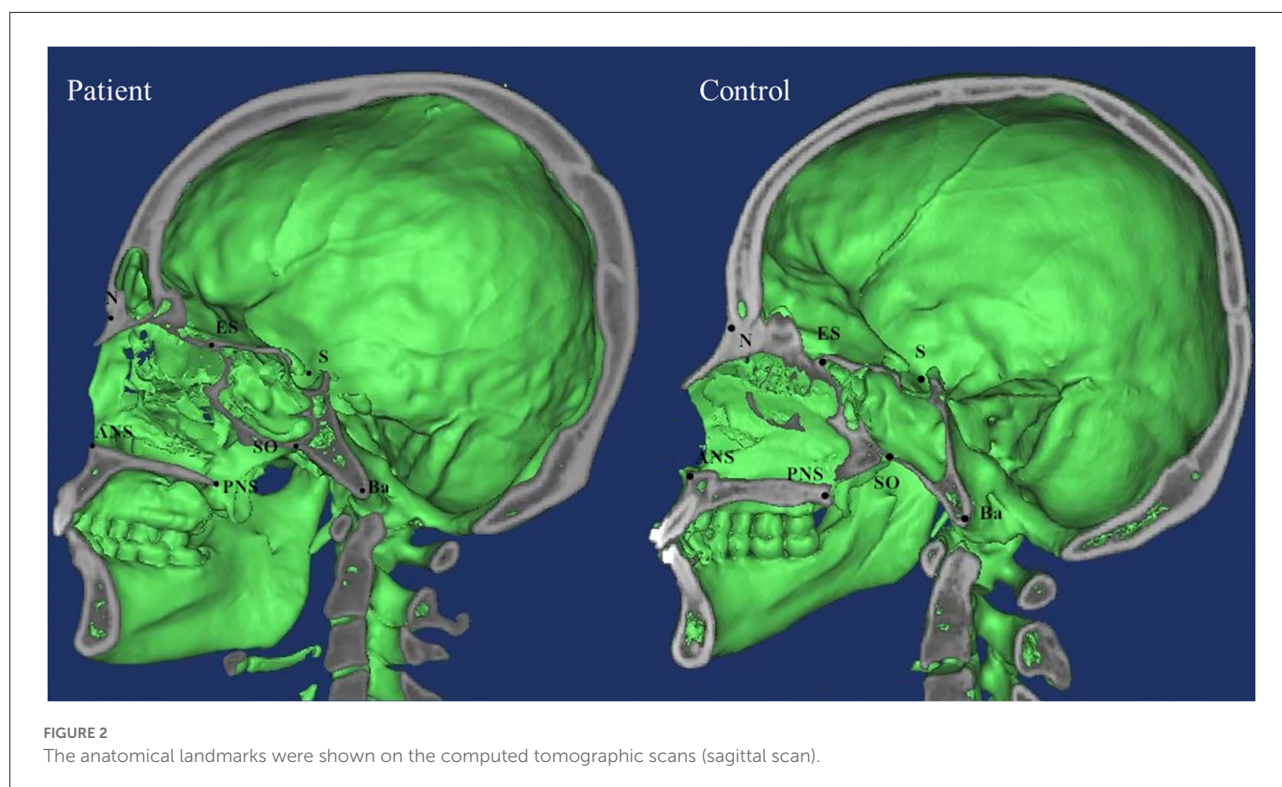 Patient
Control
N
ES
S
ANS
SO
PNS
Ba
N
ES
S
ANS
PNS
SO
Ba
FIGURE 2
The anatomical landmarks were shown on the computed tomographic scans (sagittal scan).